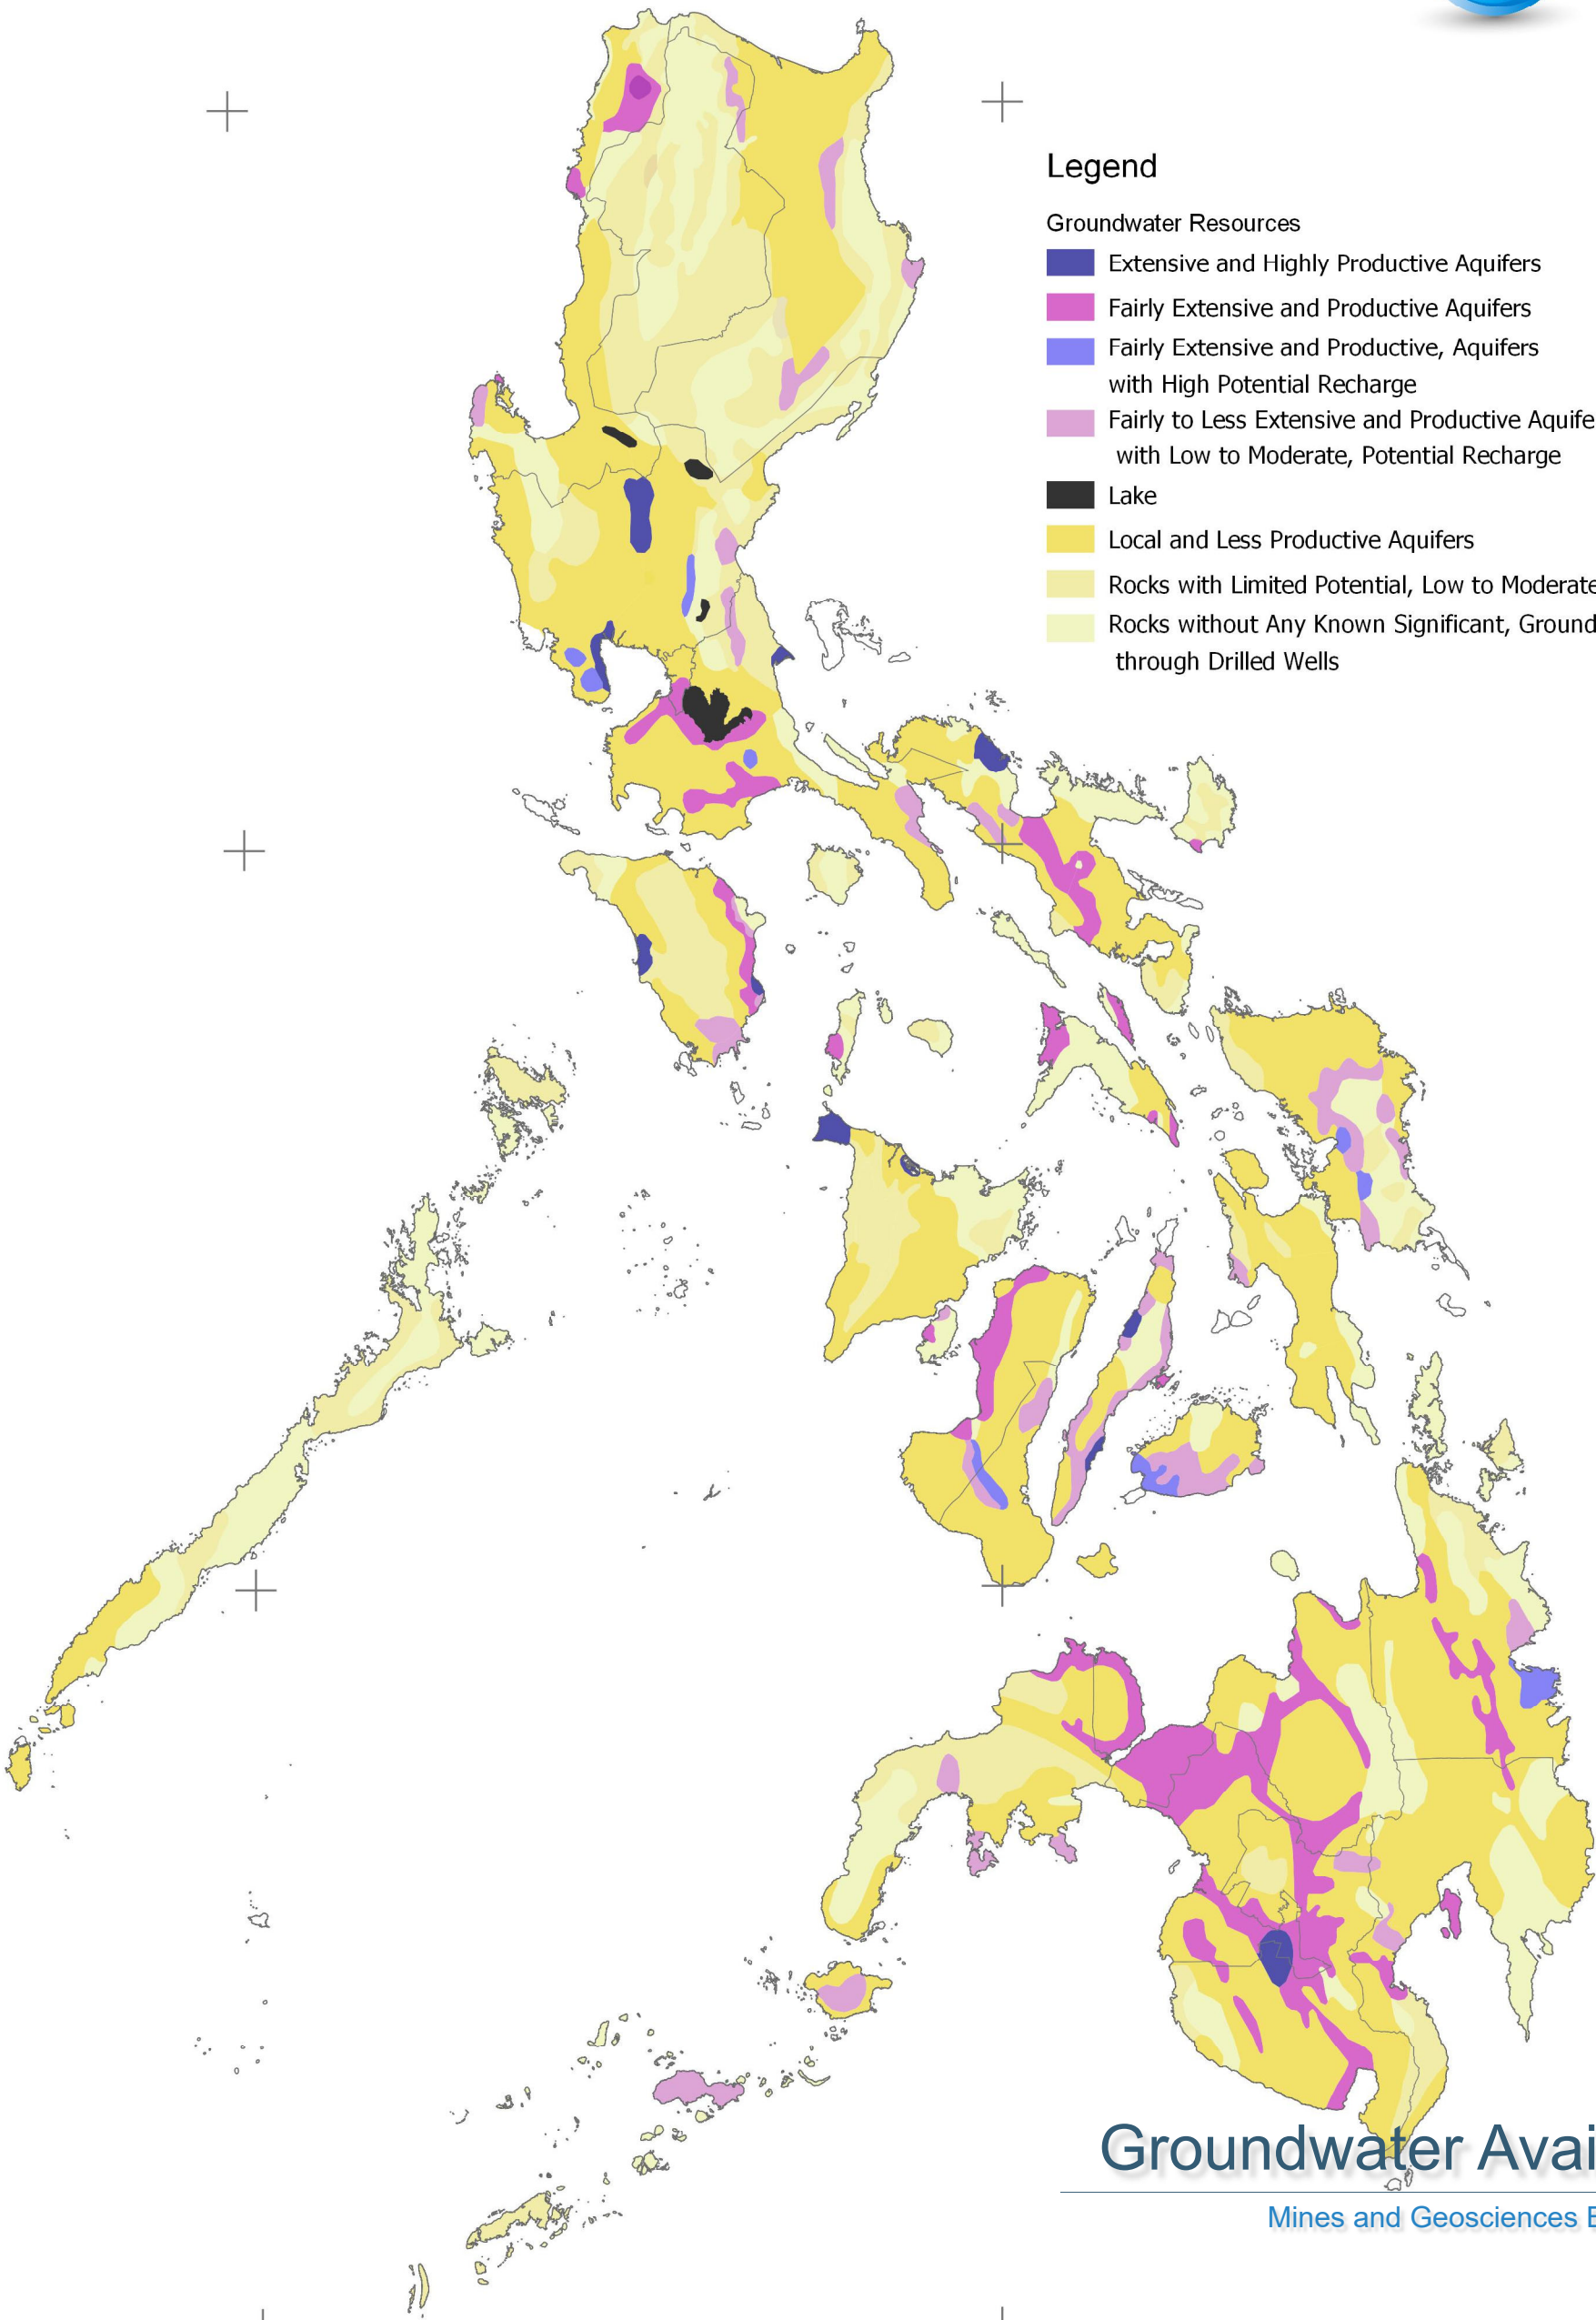 Legend
Groundwater Resources
Extensive and Highly Productive Aquifers
Fairly Extensive and Productive Aquifers
Fairly Extensive and Productive, Aquifers
with High Potential Recharge
Fairly to Less Extensive and Productive Aquife
with Low to Moderate, Potential Recharge
Lake
Local and Less Productive Aquifers
Rocks with Limited Potential, Low to Moderate
Rocks without Any Known Significant, Ground
through Drilled Wells
Groundwater Avai
Mines and Geosciences B